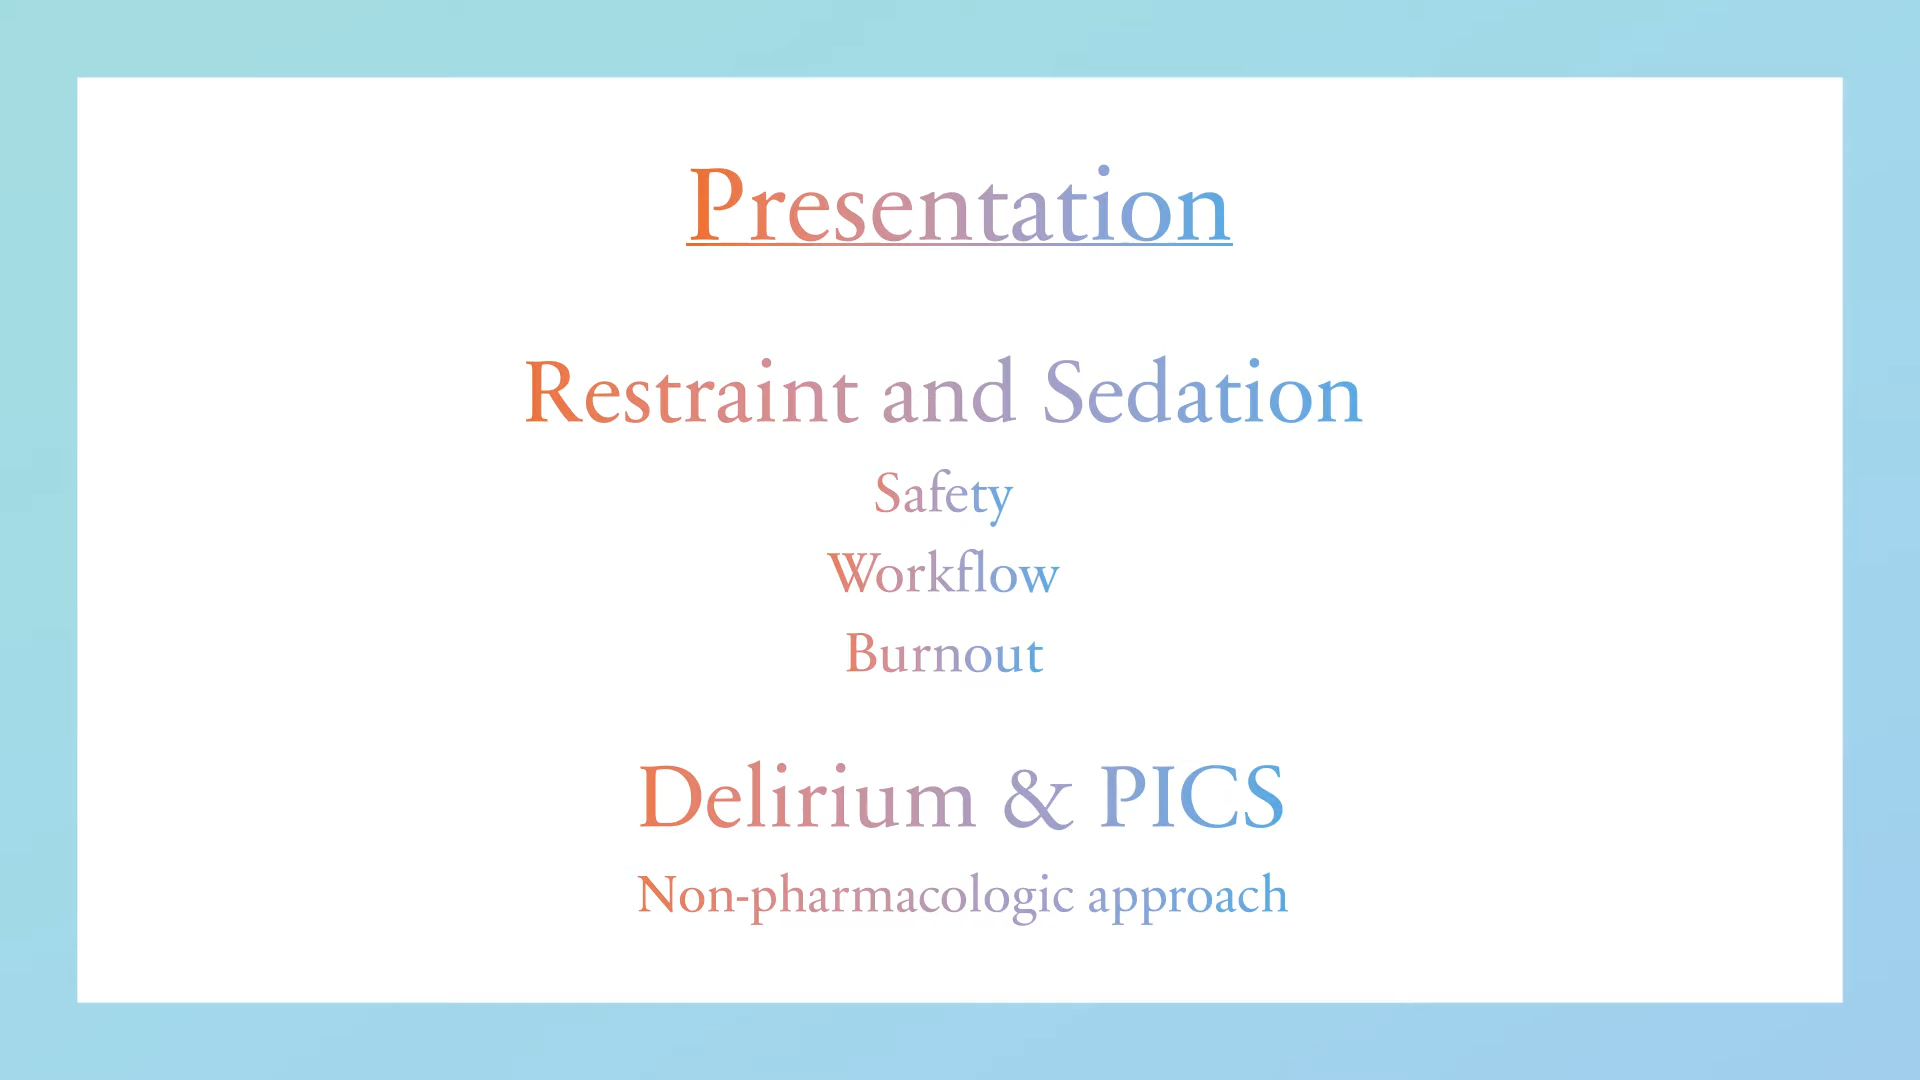 Presentation
Restraint and Sedation
Safety
Workflow
Burnout
Delirium & PICS
Non-pharmacologic approach